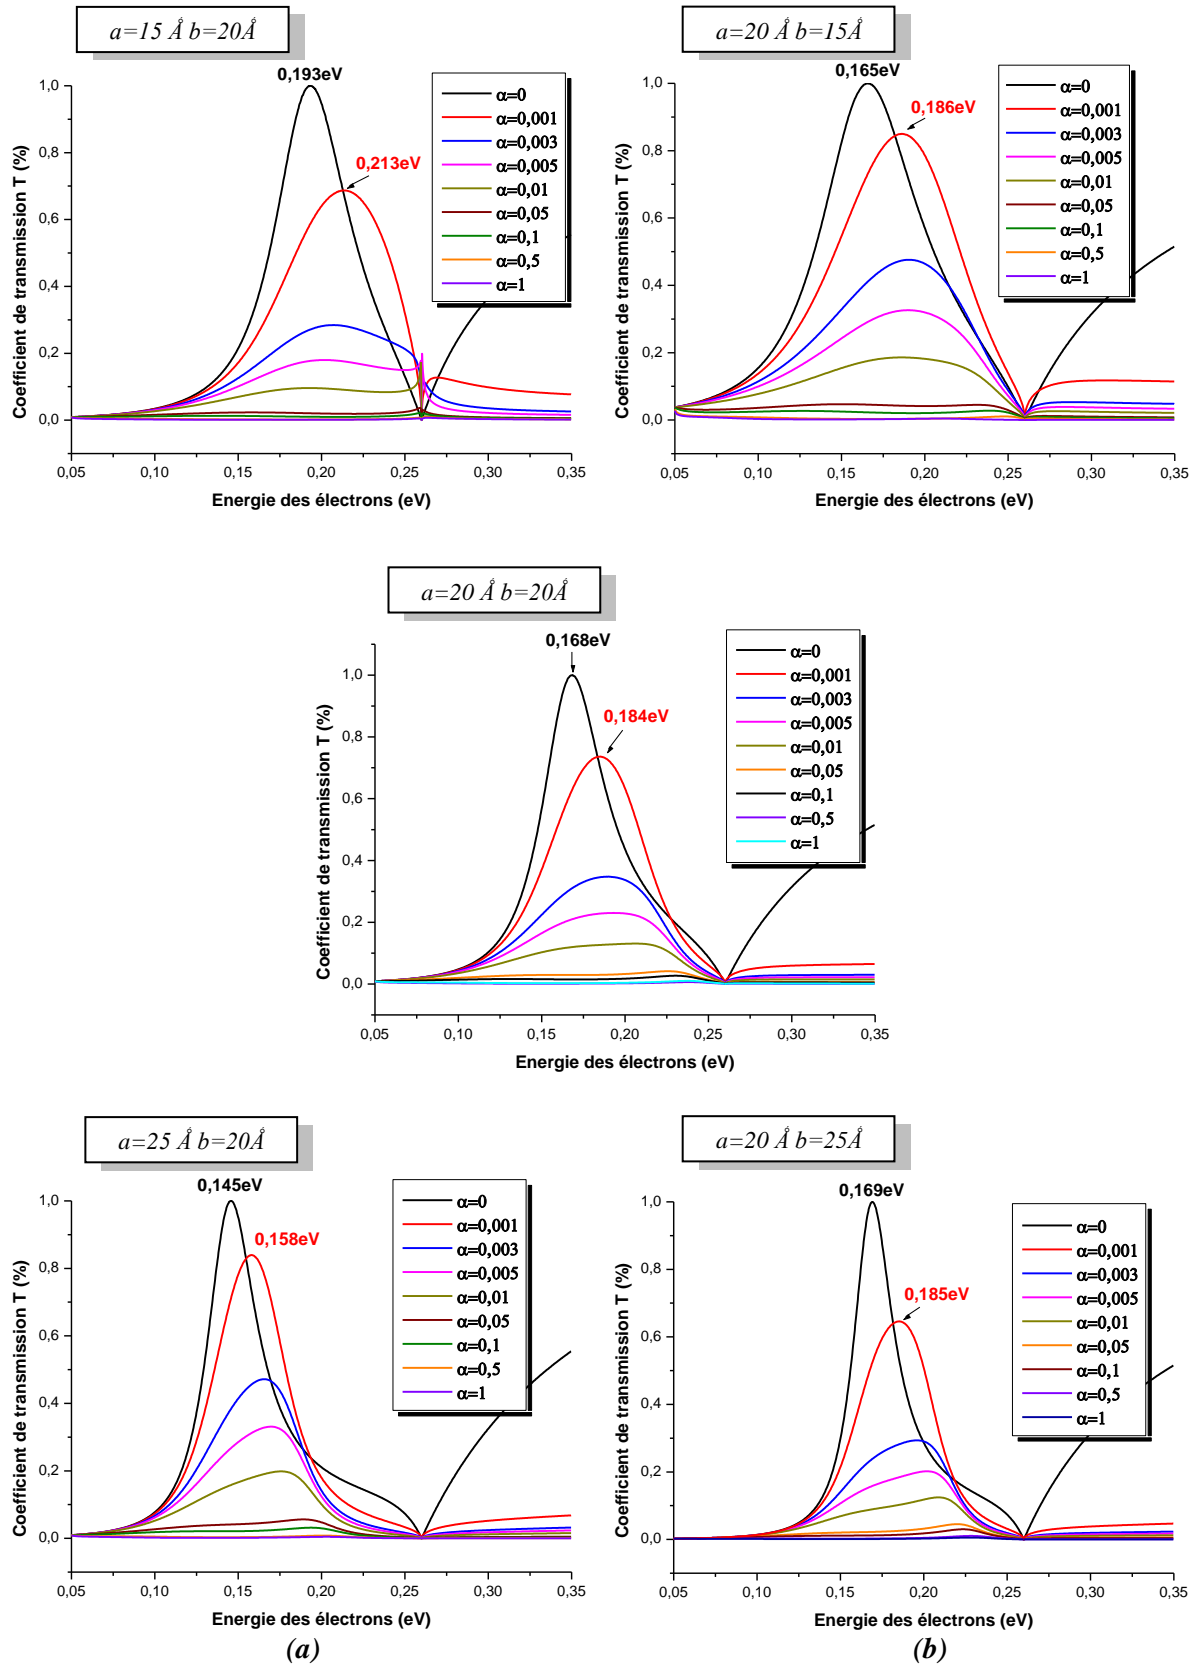 a=15 Å b=20Å
0,193eV
0,213eV
α=0
α=0,001
α=0,003
α=0,005
α=0,01
α=0,05
α=0,1
α=0,5
α=1
Coefficient de transmission T (%)
1,0
0,8
0,6
0,4
0,2
0,0
0,05 0,10 0,15 0,20 0,25 0,30 0,35
Energie des électrons (eV)
a=20 Å b=15Å
0,165eV
0,186eV
α=0
α=0,001
α=0,003
α=0,005
α=0,01
α=0,05
α=0,1
α=0,5
α=1
Coefficient de transmission T (%)
1,0
0,8
0,6
0,4
0,2
0,0
0,05 0,10 0,15 0,20 0,25 0,30 0,35
Energie des électrons (eV)
a=20 Å b=20Å
0,168eV
0,184eV
α=0
α=0,001
α=0,003
α=0,005
α=0,01
α=0,05
α=0,1
α=0,5
α=1
Coefficient de transmission T (%)
1,0
0,8
0,6
0,4
0,2
0,0
0,05 0,10 0,15 0,20 0,25 0,30 0,35
Energie des électrons (eV)
a=25 Å b=20Å
0,145eV
0,158eV
α=0
α=0,001
α=0,003
α=0,005
α=0,01
α=0,05
α=0,1
α=0,5
α=1
Coefficient de transmission T (%)
1,0
0,8
0,6
0,4
0,2
0,0
0,05 0,10 0,15 0,20 0,25 0,30 0,35
Energie des électrons (eV)
(a)
a=20 Å b=25Å
0,169eV
0,185eV
α=0
α=0,001
α=0,003
α=0,005
α=0,01
α=0,05
α=0,1
α=0,5
α=1
Coefficient de transmission T (%)
1,0
0,8
0,6
0,4
0,2
0,0
0,05 0,10 0,15 0,20 0,25 0,30 0,35
Energie des électrons (eV)
(b)